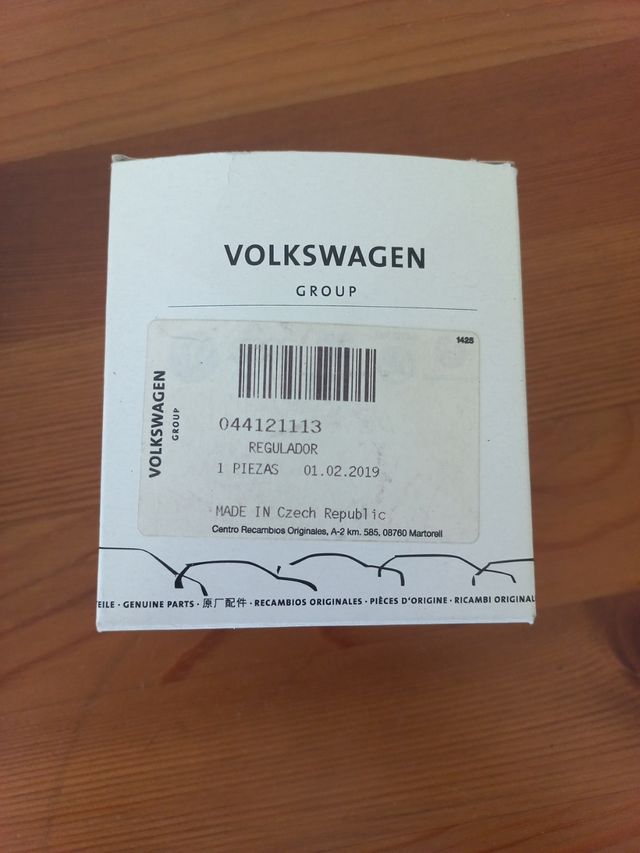 VOLKSWAGEN
GROUP
1425
VOLKSWAGEN
GROUP
044121113
REGULADOR
1 PIEZAS 01.02.2019
MADE IN Czech Republic
Centro Recambios Originales, A-2 km. 585, 08760 Martorell
EILE · GENUINE PARTS · 原厂配件 · RECAMBIOS ORIGINALES · PIÈCES D'ORIGINE · RICAMBI ORIGINAL